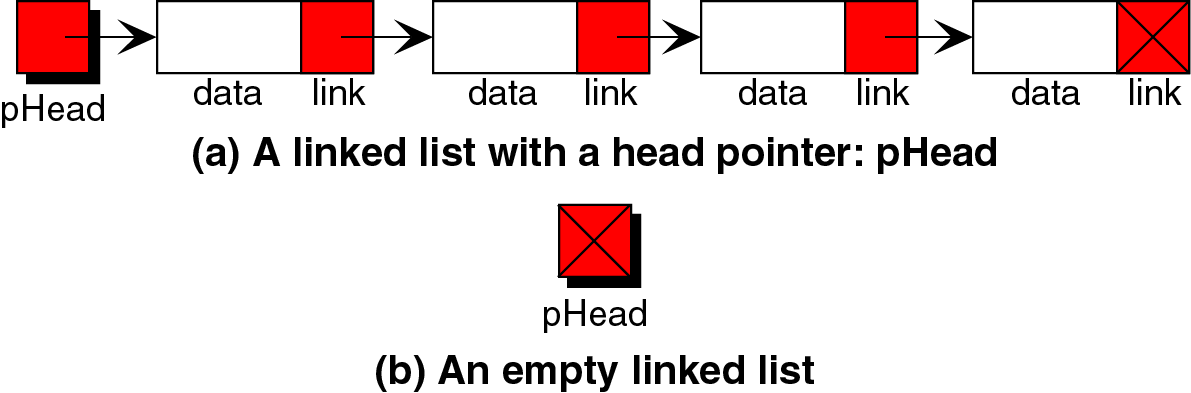 data link data link data link data link
pHead
(a) A linked list with a head pointer: pHead
pHead
(b) An empty linked list